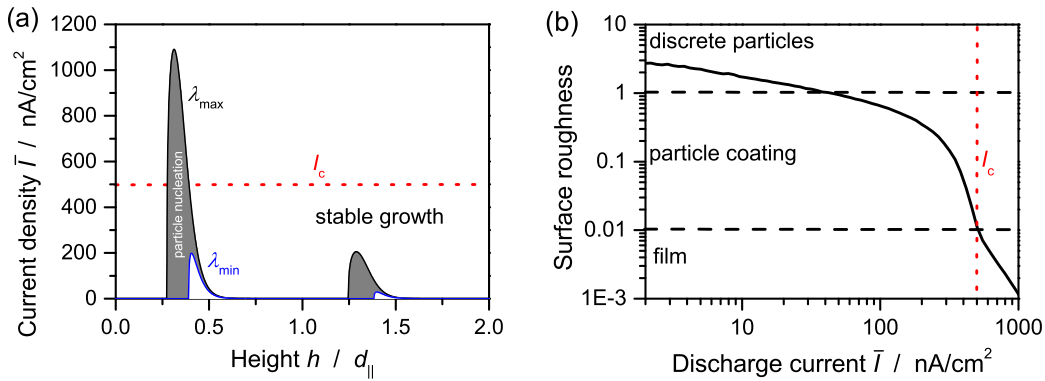 (a)
1200
1000
800
600
400
200
0
Current density Ī / nA/cm²
0.0
0.5
1.0
1.5
2.0
Height h / d||
λmax
particle nucleation
λmin
Ic
stable growth
(b)
10
1
0.1
0.01
1E-3
Surface roughness
discrete particles
particle coating
film
Ic
10
100
1000
Discharge current Ī / nA/cm²